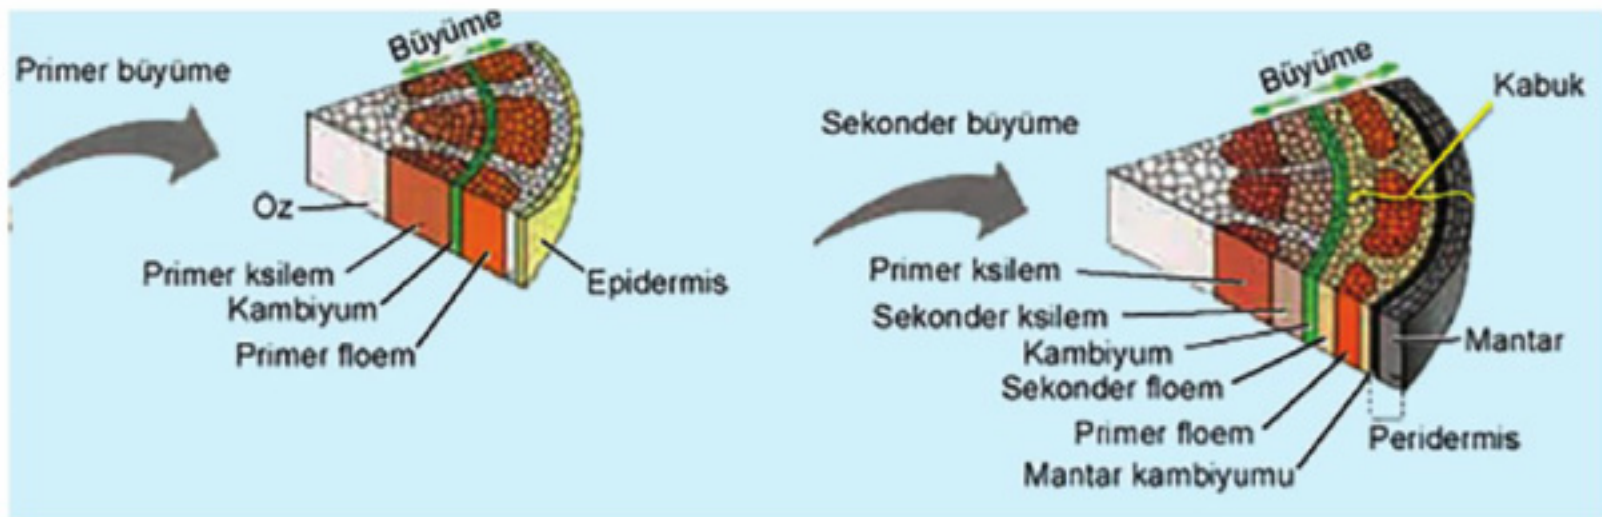 Primer büyüme
Büyüme
Öz
Primer ksilem
Kambiyum
Primer floem
Epidermis
Sekonder büyüme
Büyüme
Kabuk
Primer ksilem
Sekonder ksilem
Kambiyum
Sekonder floem
Primer floem
Mantar kambiyumu
Mantar
Peridermis